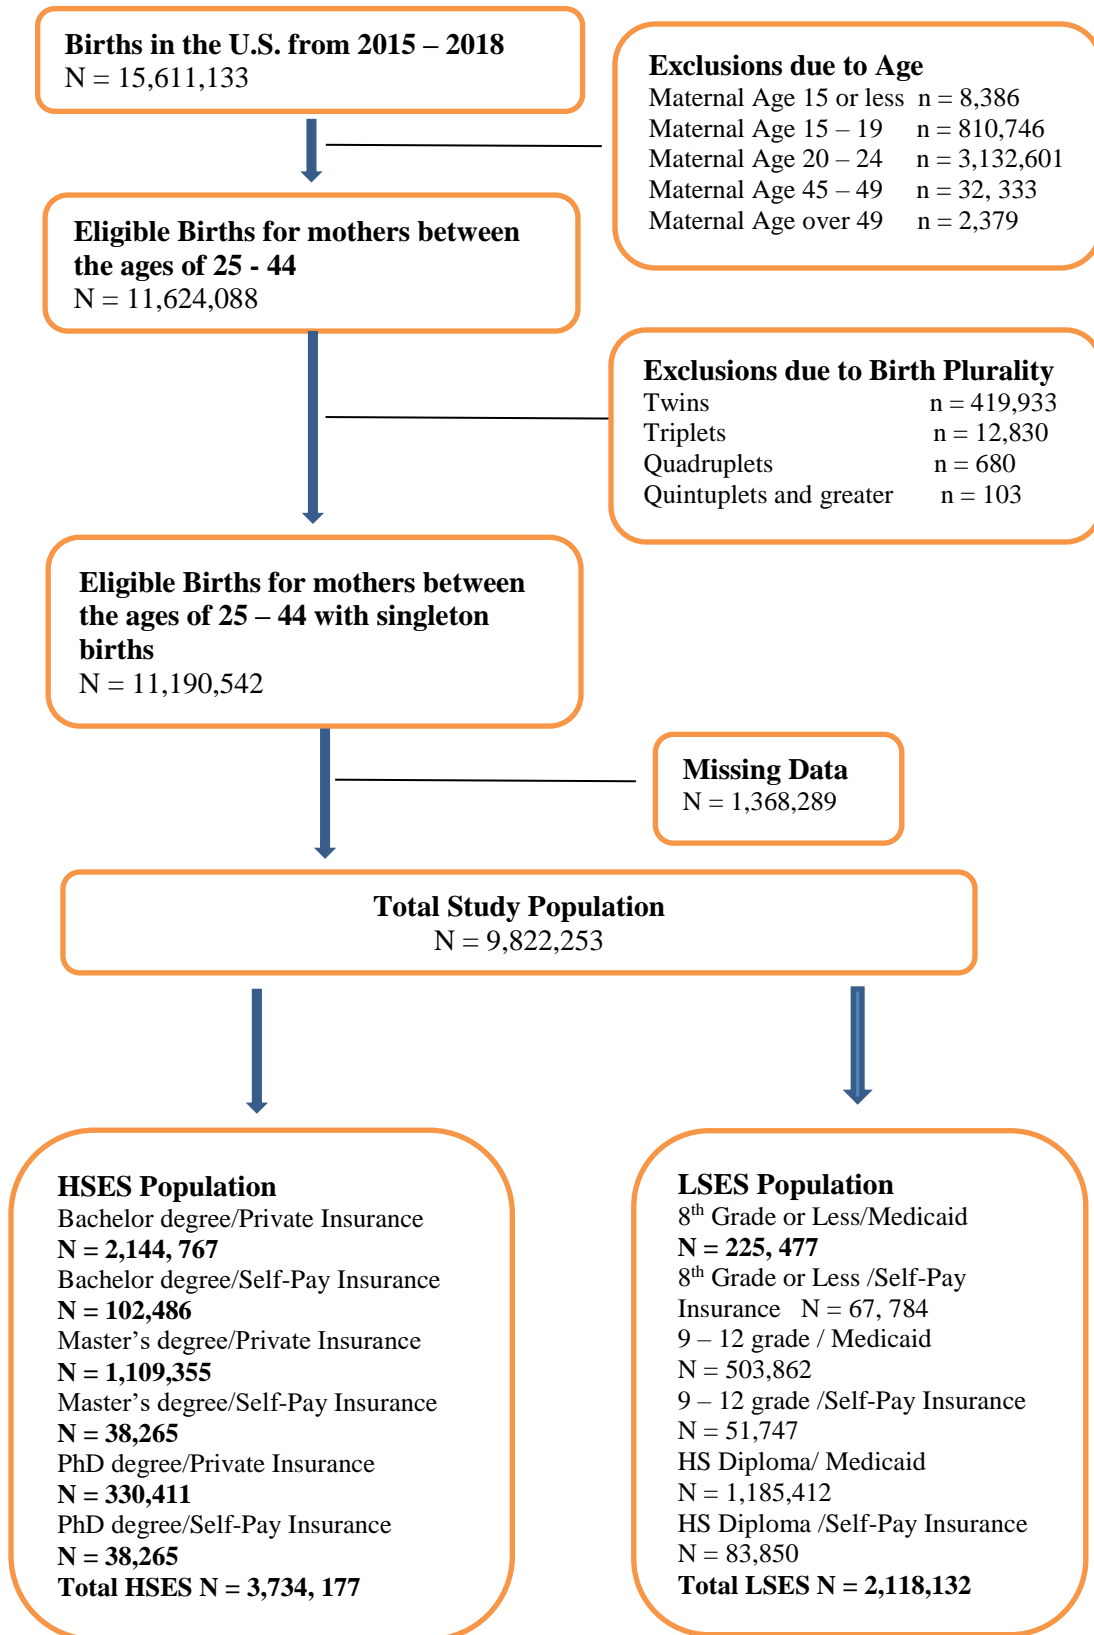 Births in the U.S. from 2015 – 2018
N = 15,611,133
Exclusions due to Age
Maternal Age 15 or less n = 8,386
Maternal Age 15 – 19 n = 810,746
Maternal Age 20 – 24 n = 3,132,601
Maternal Age 45 – 49 n = 32, 333
Maternal Age over 49 n = 2,379
Eligible Births for mothers between
the ages of 25 - 44
N = 11,624,088
Exclusions due to Birth Plurality
Twins n = 419,933
Triplets n = 12,830
Quadruplets n = 680
Quintuplets and greater n = 103
Eligible Births for mothers between
the ages of 25 – 44 with singleton
births
N = 11,190,542
Missing Data
N = 1,368,289
Total Study Population
N = 9,822,253
HSES Population
Bachelor degree/Private Insurance
N = 2,144, 767
Bachelor degree/Self-Pay Insurance
N = 102,486
Master’s degree/Private Insurance
N = 1,109,355
Master’s degree/Self-Pay Insurance
N = 38,265
PhD degree/Private Insurance
N = 330,411
PhD degree/Self-Pay Insurance
N = 38,265
Total HSES N = 3,734, 177
LSES Population
8th Grade or Less/Medicaid
N = 225, 477
8th Grade or Less /Self-Pay
Insurance N = 67, 784
9 – 12 grade / Medicaid
N = 503,862
9 – 12 grade /Self-Pay Insurance
N = 51,747
HS Diploma/ Medicaid
N = 1,185,412
HS Diploma /Self-Pay Insurance
N = 83,850
Total LSES N = 2,118,132